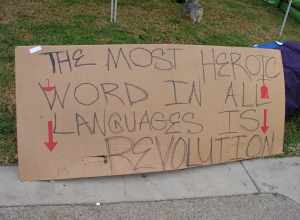 THE MOST HEROIC
WORD IN ALL
LANGUAGES IS
REVOLUTION